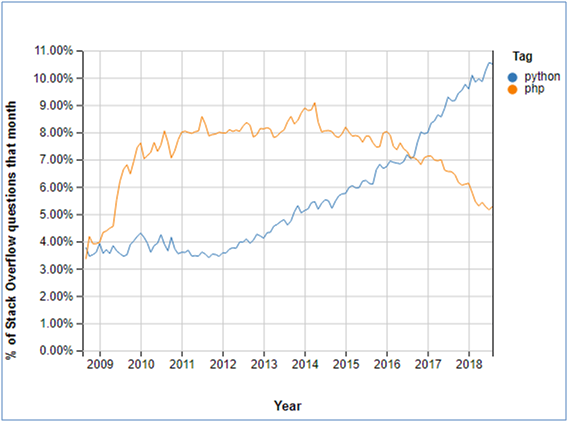 11.00%
Tag
python
php
10.00%
9.00%
8.00%
7.00%
6.00%
5.00%
4.00%
3.00%
2.00%
1.00%
0.00%
% of Stack Overflow questions that month
2009 2010 2011 2012 2013 2014 2015 2016 2017 2018
Year